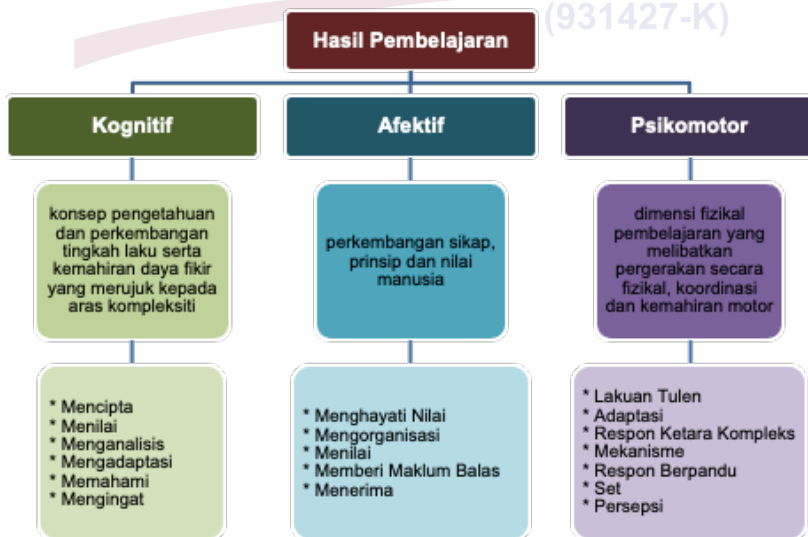 (931427-K)
Hasil Pembelajaran
Kognitif
Afektif
Psikomotor
konsep pengetahuan
dan perkembangan
tingkah laku serta
kemahiran daya fikir
yang merujuk kepada
aras kompleksiti
perkembangan sikap,
prinsip dan nilai
manusia
dimensi fizikal
pembelajaran yang
melibatkan
pergerakan secara
fizikal, koordinasi
dan kemahiran motor
* Mencipta
* Menilai
* Menganalisis
* Mengadaptasi
* Memahami
* Mengingat
* Menghayati Nilai
* Mengorganisasi
* Menilai
* Memberi Maklum Balas
* Menerima
* Lakuan Tulen
* Adaptasi
* Respon Ketara Kompleks
* Mekanisme
* Respon Berpandu
* Set
* Persepsi